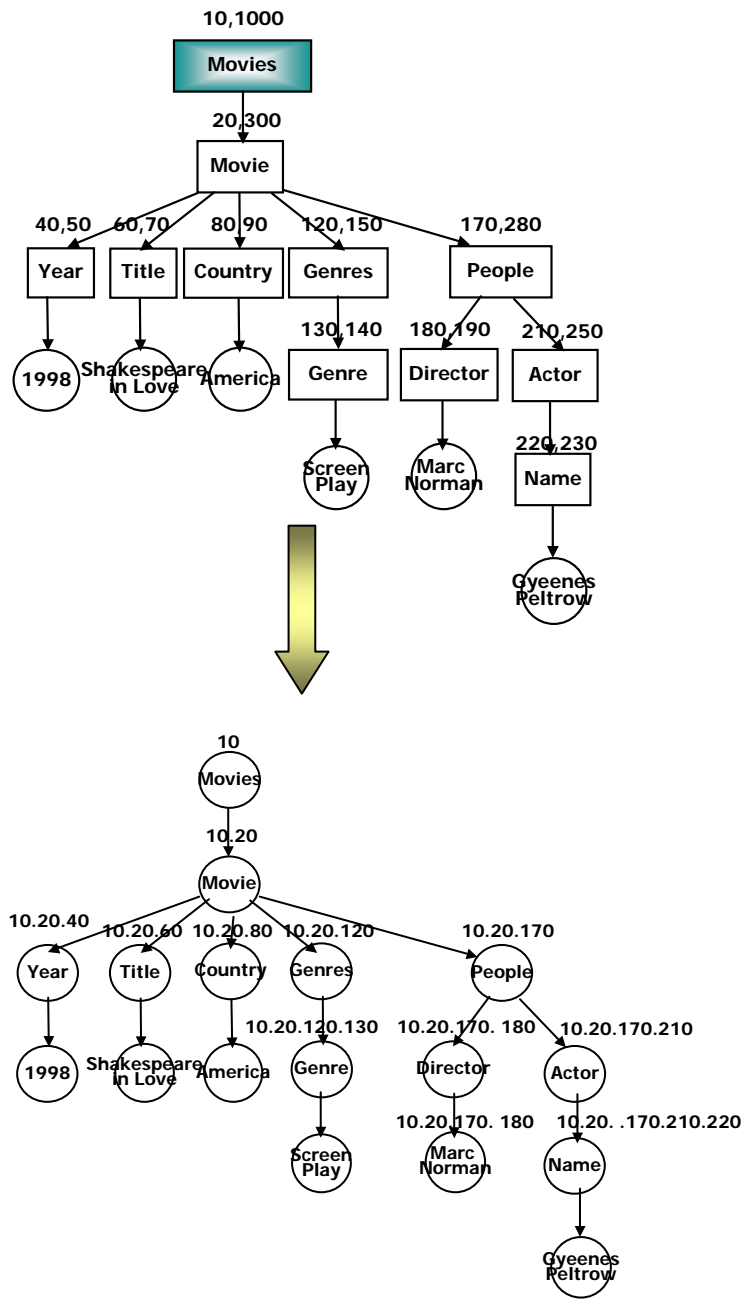 10,1000
Movies
20,300
Movie
40,50
60,70
80,90
120,150
170,280
Year
Title
Country
Genres
People
130,140
180,190
210,250
1998
Shakespeare
in Love
America
Genre
Director
Actor
220,230
Screen
Play
Marc
Norman
Name
Gyeenes
Peltrow
10
Movies
10.20
Movie
10.20.40
10.20.60
10.20.80
10.20.120
10.20.170
Year
Title
Country
Genres
People
10.20.120.130
10.20.170. 180
10.20.170.210
1998
Shakespeare
in Love
America
Genre
Director
Actor
10.20.170. 180
10.20. .170.210.220
Screen
Play
Marc
Norman
Name
Gyeenes
Peltrow